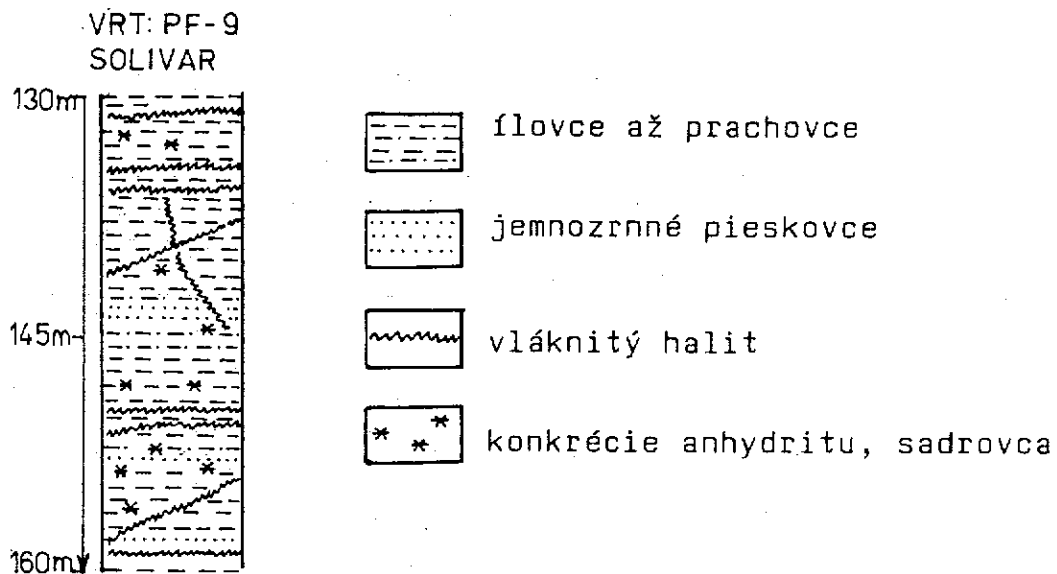 VRT: PF-9
SOLIVAR
130m
145m
160m
ílovce až prachovce
jemnozrnné pieskovce
vláknitý halit
konkrécie anhydritu, sadrovca